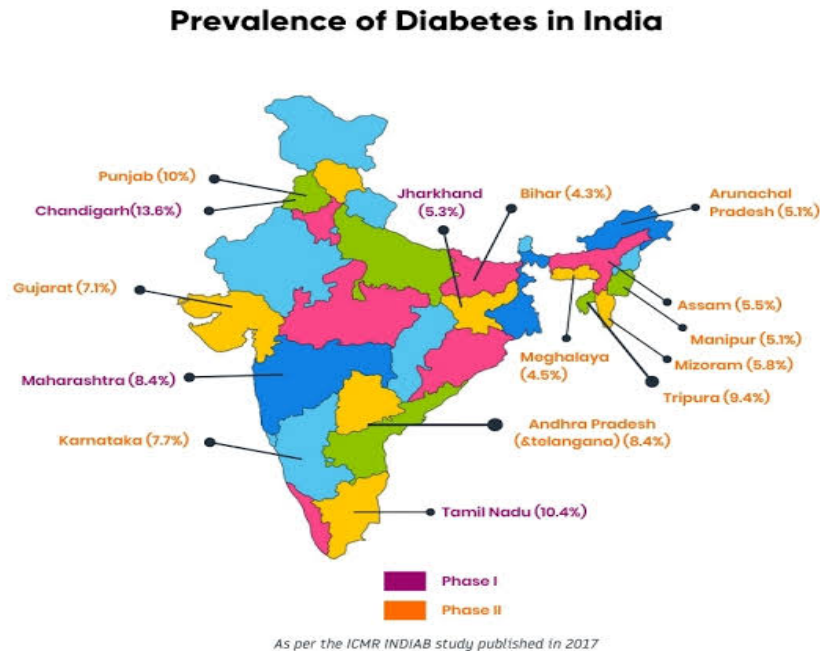 Prevalence of Diabetes in India
Punjab (10%)
Chandigarh(13.6%)
Jharkhand
(5.3%)
Bihar (4.3%)
Arunachal
Pradesh (5.1%)
Gujarat (7.1%)
Assam (5.5%)
Manipur (5.1%)
Meghalaya
(4.5%)
Mizoram (5.8%)
Maharashtra (8.4%)
Tripura (9.4%)
Karnataka (7.7%)
Andhra Pradesh
(&telangana) (8.4%)
Tamil Nadu (10.4%)
Phase I
Phase II
As per the ICMR INDIAB study published in 2017